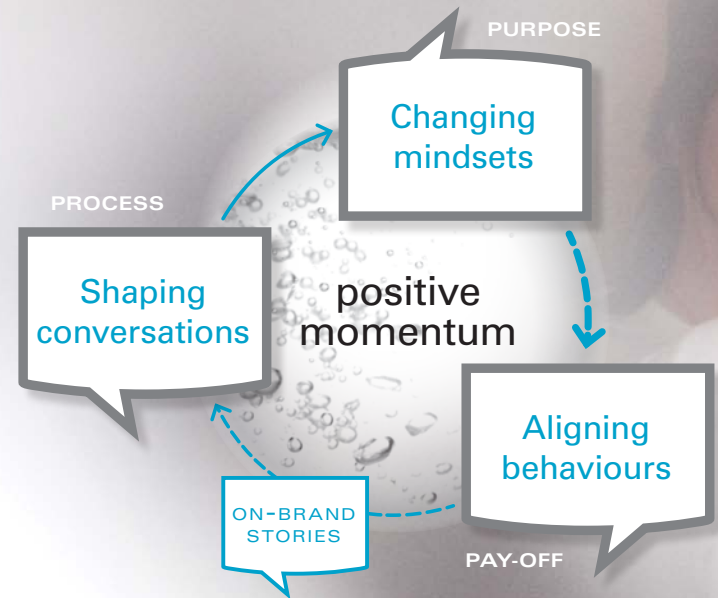 PURPOSE
Changing
mindsets
PROCESS
Shaping
conversations
positive
momentum
Aligning
behaviours
ON-BRAND
STORIES
PAY-OFF